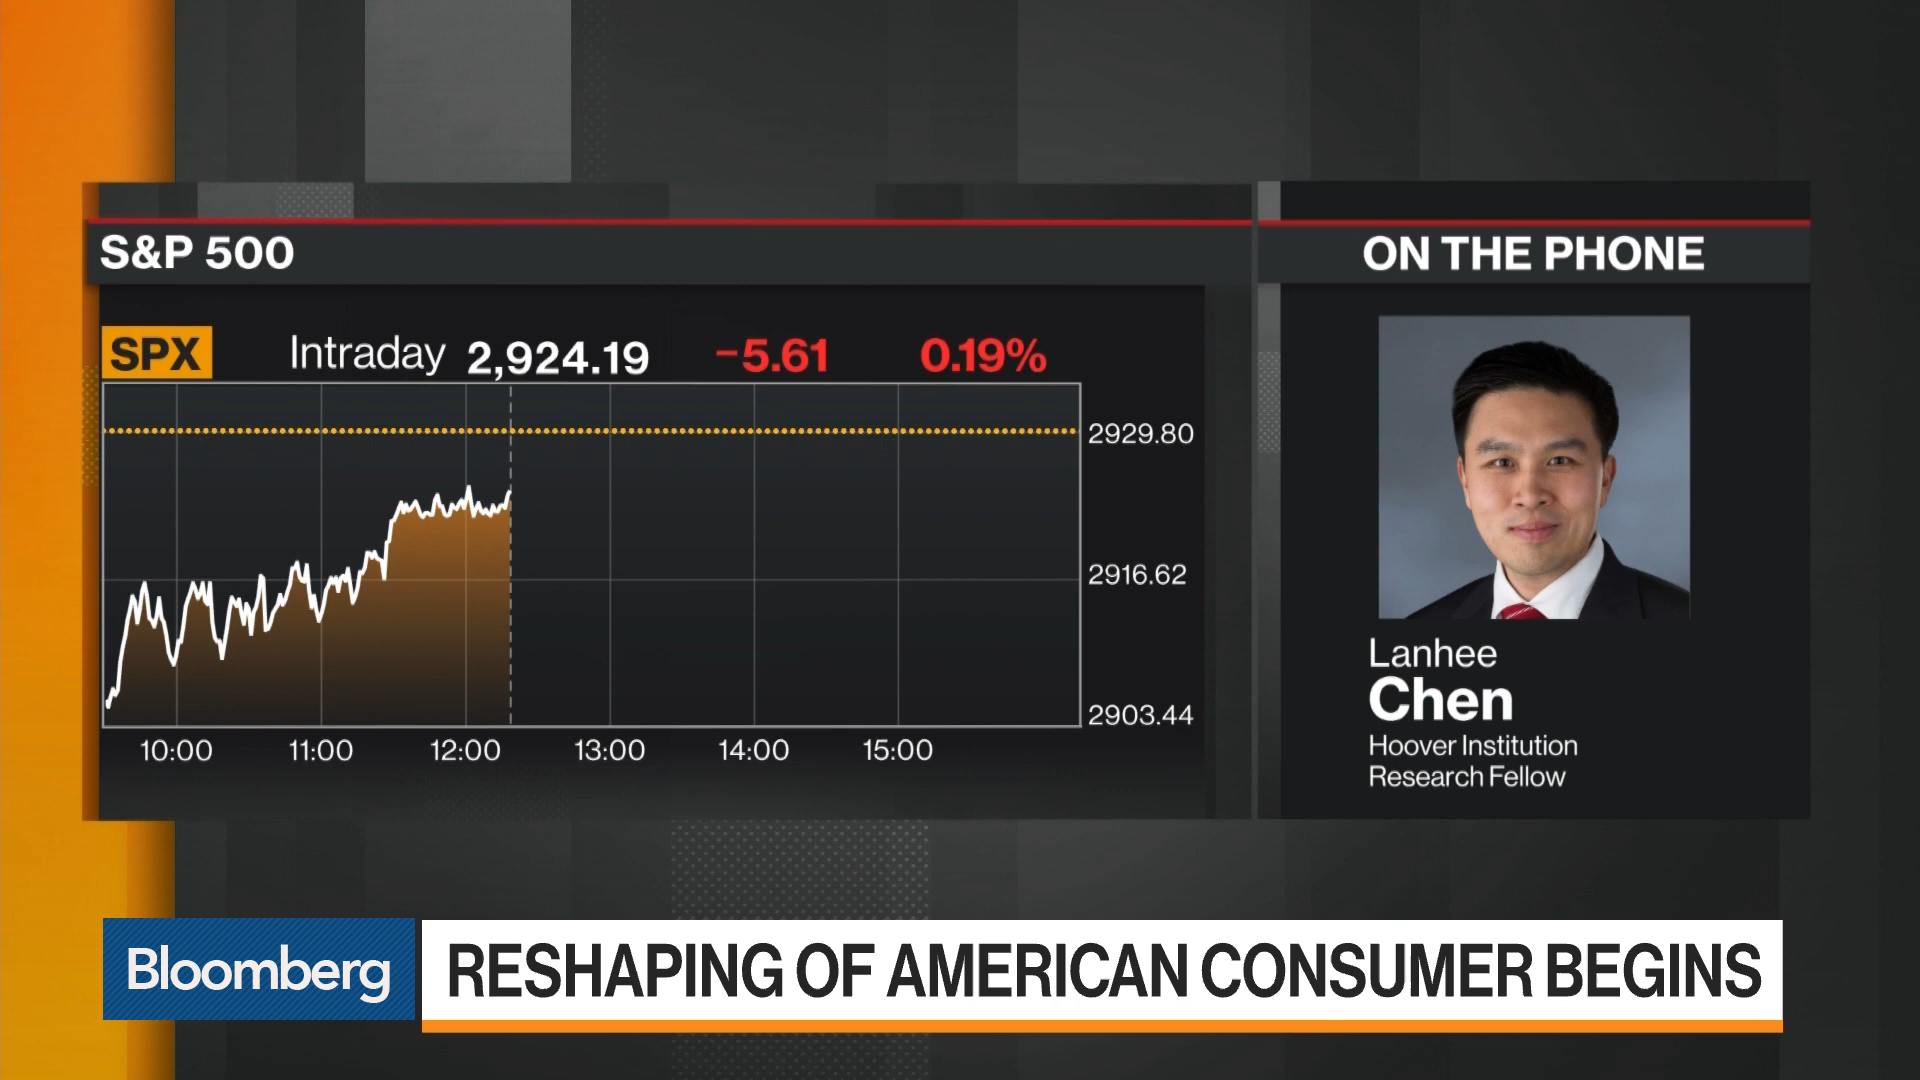 S&P 500
SPX Intraday 2,924.19 -5.61 0.19%
2929.80
2916.62
2903.44
10:00 11:00 12:00 13:00 14:00 15:00
ON THE PHONE
Lanhee
Chen
Hoover Institution
Research Fellow
Bloomberg
RESHAPING OF AMERICAN CONSUMER BEGINS